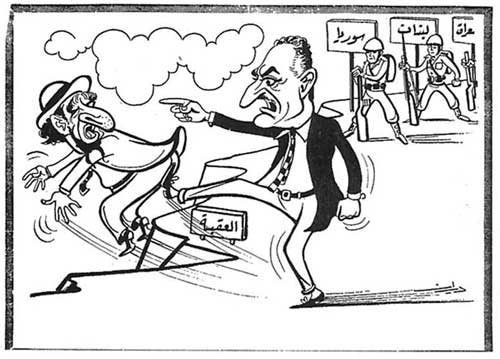 عراق
لبنان
سوريا
العقبة